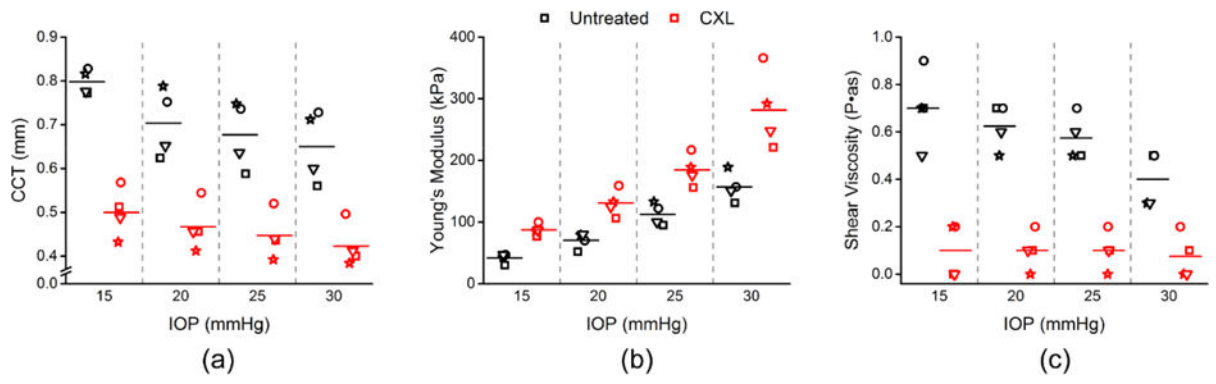 Untreated CXL
CCT (mm)
0.9
0.8
0.7
0.6
0.5
0.4
0.0
15 20 25 30
IOP (mmHg)
(a)
Young's Modulus (kPa)
400
300
200
100
0
15 20 25 30
IOP (mmHg)
(b)
Shear Viscosity (P•as)
1.0
0.8
0.6
0.4
0.2
0.0
15 20 25 30
IOP (mmHg)
(c)